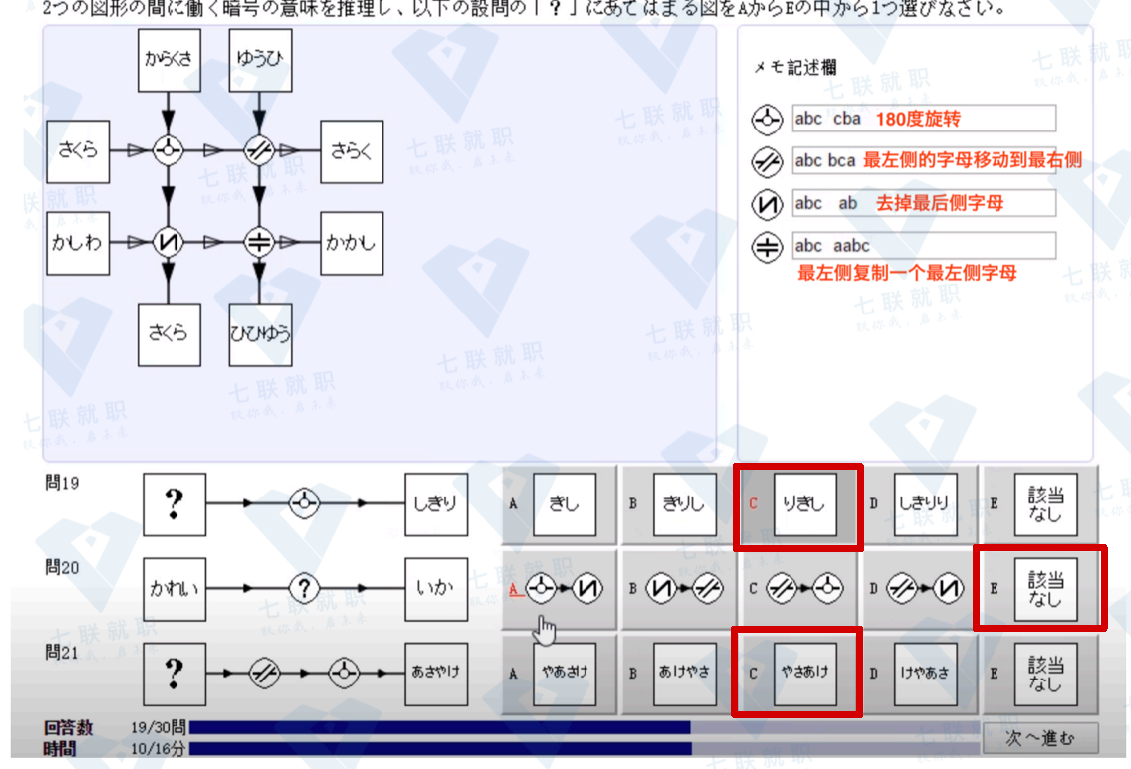 2つの図形の間に働く暗号の意味を推理し、以下の設問の「？」にあてはまる図をAからEの中から1つ選びなさい。
からくさ ゆうひ
さくら さらく
かしわ かかし
さくら ひひゆう
メモ記述欄
abc cba 180度旋转
abc bca 最左侧的字母移动到最右侧
abc ab 去掉最后侧字母
abc aabc
最左侧复制一个最左侧字母
問19 ? しきり A きし B きりし C りきし D しきりり E 該当なし
問20 かれい ? いか A B C D E 該当なし
問21 ? あさやけ A やあさけ B あけやさ C やさあけ D けやあさ E 該当なし
回答数 19/30問
時間 10/16分
次へ進む
七联就职